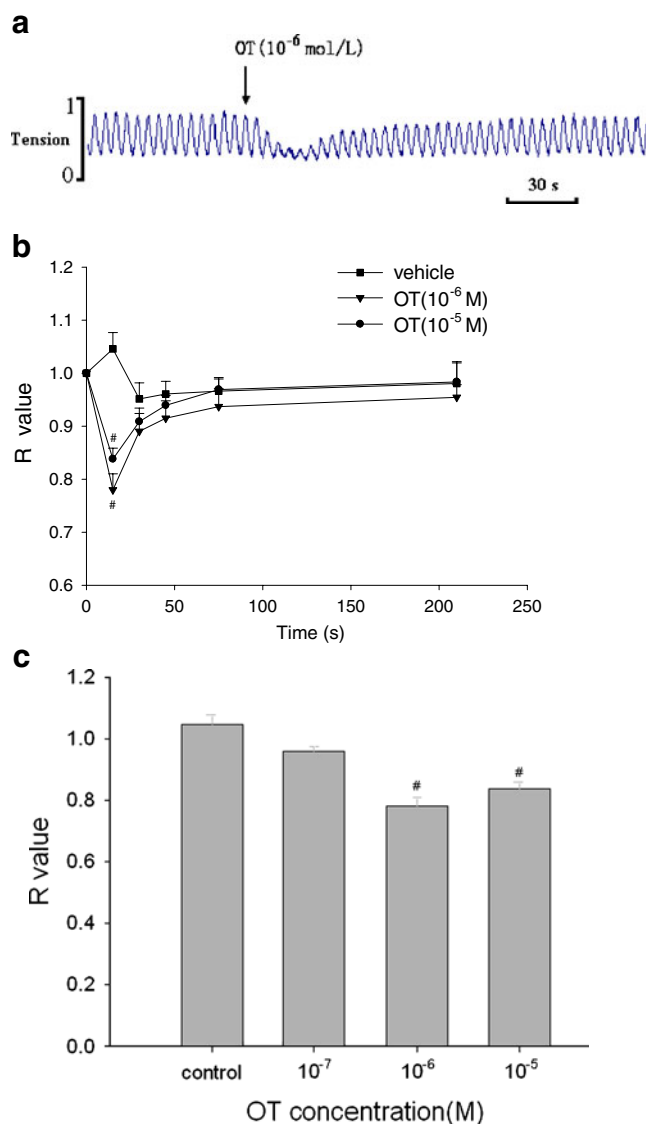 a
OT(10⁻⁶ mol/L)
1
Tension
0
30 s
b
1.2
vehicle
OT(10⁻⁶ M)
1.1
OT(10⁻⁵ M)
1.0
R value
0.9
#
0.8
#
0.7
0.6
0 50 100 150 200 250
Time (s)
c
1.2
1.0
# #
0.8
R value
0.6
0.4
0.2
0.0
control 10⁻⁷ 10⁻⁶ 10⁻⁵
OT concentration(M)